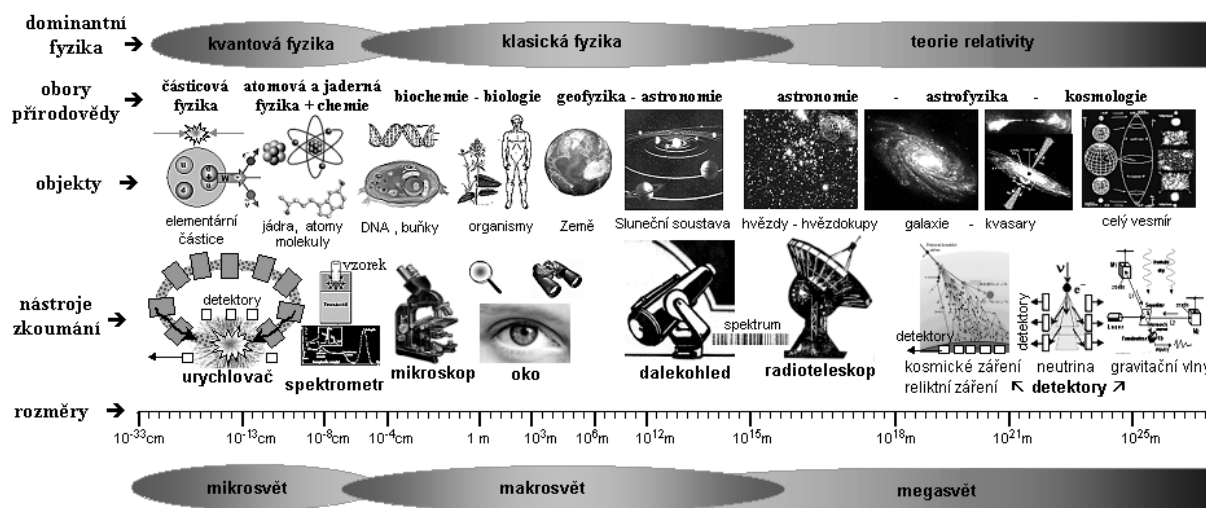 dominantní
fyzika
kvantová fyzika
klasická fyzika
teorie relativity
obory
přírodovědy
částicová
fyzika
atomová a jaderná
fyzika + chemie
biochemie - biologie
geofyzika - astronomie
astronomie - astrofyzika - kosmologie
objekty
elementární
částice
jádra, atomy
molekuly
DNA , buňky
organismy
Země
Sluneční soustava
hvězdy - hvězdokupy
galaxie - kvasary
celý vesmír
nástroje
zkoumání
detektory
urychlovač
vzorek
spektrometr
mikroskop
oko
dalekohled
spektrum
radioteleskop
detektory
kosmické záření
reliktní záření
detektory
ν
e⁻
neutrina
gravitační vlny
detektory
Laser
rozměry
10⁻³³cm
10⁻¹³cm
10⁻⁸cm
10⁻⁴cm
1 m
10³m
10⁶m
10¹²m
10¹⁵m
10¹⁸m
10²¹m
10²⁵m
mikrosvět
makrosvět
megasvět